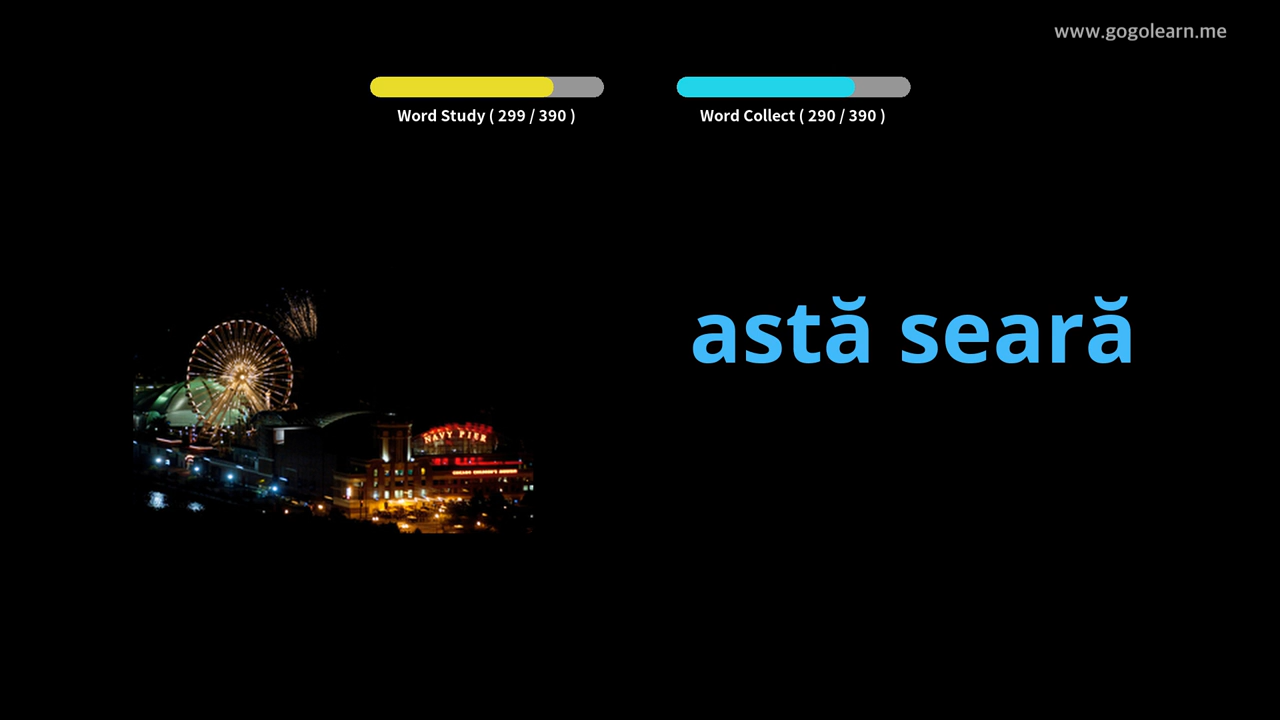 www.gogolearn.me
Word Study ( 299 / 390 )
Word Collect ( 290 / 390 )
astă seară
NAVY PIER